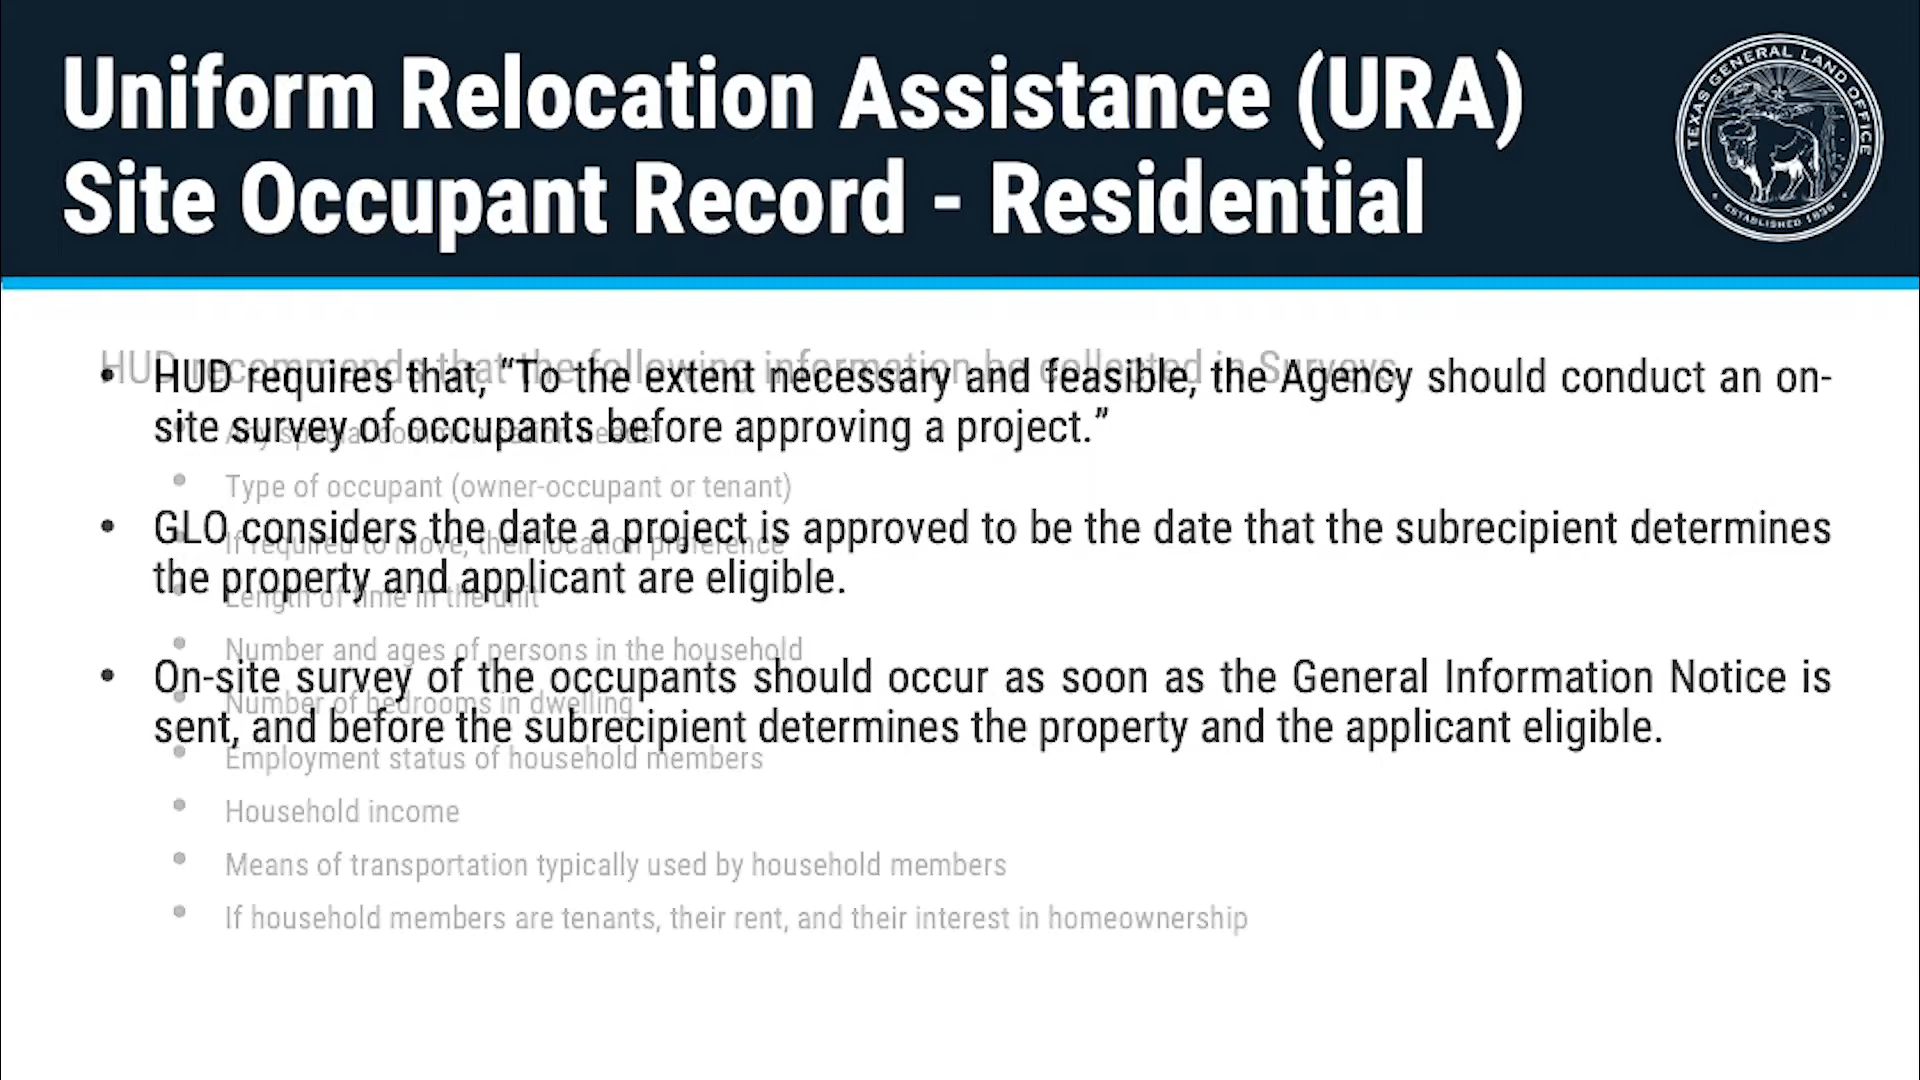 Uniform Relocation Assistance (URA)
Site Occupant Record - Residential
TEXAS GENERAL LAND OFFICE
ESTABLISHED 1836
HUD recommends that the following information be collected in Surveys
• HUD requires that, “To the extent necessary and feasible, the Agency should conduct an on-
site survey of occupants before approving a project.”
• Any special communication needs
• Type of occupant (owner-occupant or tenant)
• GLO considers the date a project is approved to be the date that the subrecipient determines
• If required to move, their location preference
the property and applicant are eligible.
• Length of time in the unit
• Number and ages of persons in the household
• On-site survey of the occupants should occur as soon as the General Information Notice is
• Number of bedrooms in dwelling
sent, and before the subrecipient determines the property and the applicant eligible.
• Employment status of household members
• Household income
• Means of transportation typically used by household members
• If household members are tenants, their rent, and their interest in homeownership